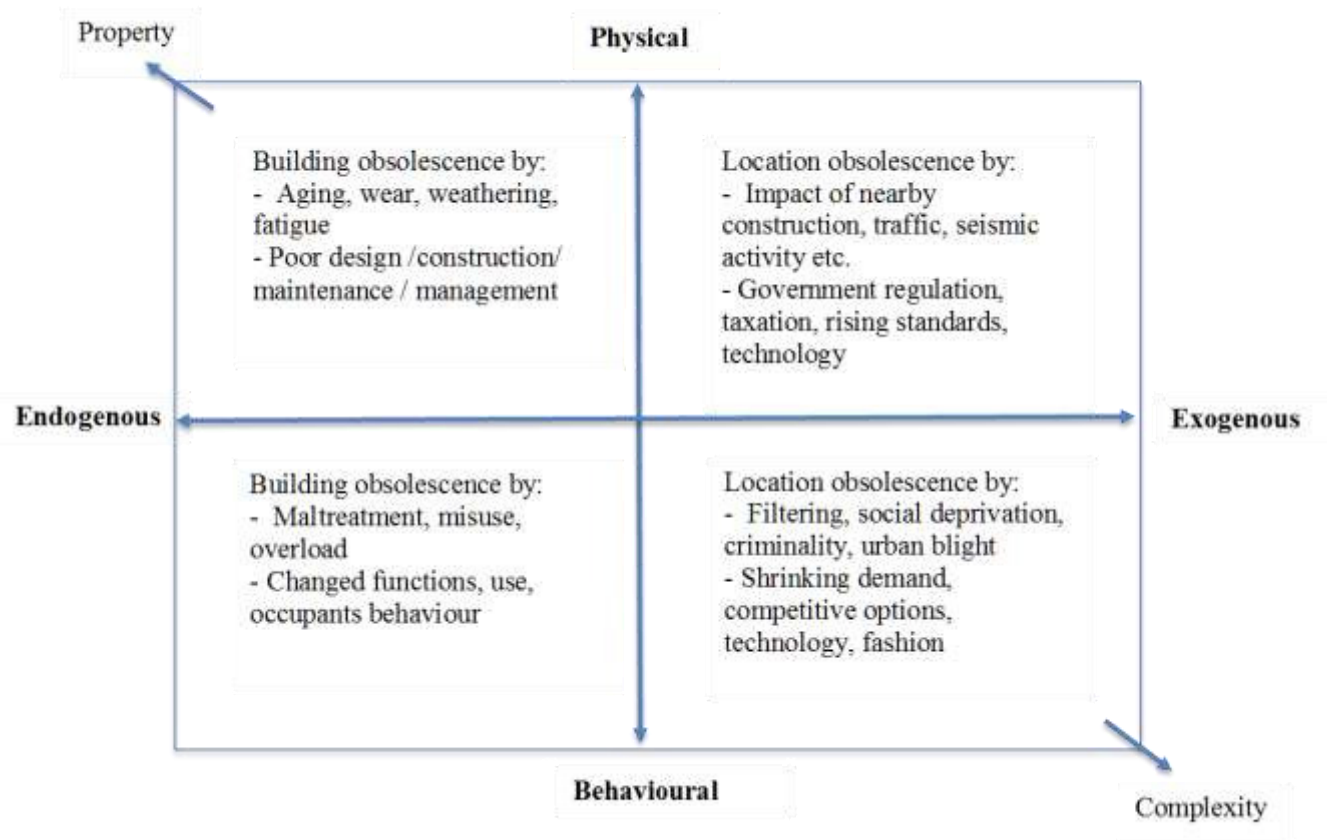 Property
Physical
Building obsolescence by:
- Aging, wear, weathering,
fatigue
- Poor design /construction/
maintenance / management
Location obsolescence by:
- Impact of nearby
construction, traffic, seismic
activity etc.
- Government regulation,
taxation, rising standards,
technology
Endogenous
Exogenous
Building obsolescence by:
- Maltreatment, misuse,
overload
- Changed functions, use,
occupants behaviour
Location obsolescence by:
- Filtering, social deprivation,
criminality, urban blight
- Shrinking demand,
competitive options,
technology, fashion
Behavioural
Complexity